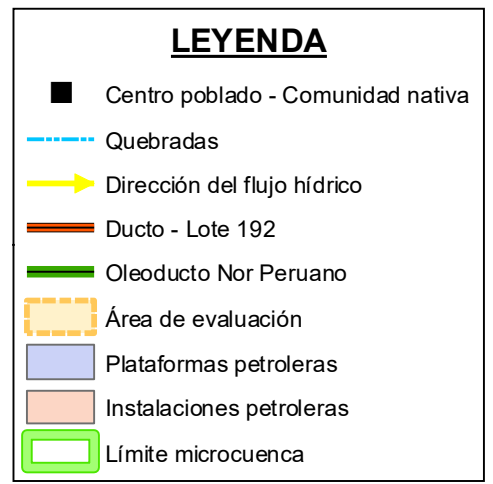 LEYENDA
Centro poblado - Comunidad nativa
Quebradas
Dirección del flujo hídrico
Ducto - Lote 192
Oleoducto Nor Peruano
Área de evaluación
Plataformas petroleras
Instalaciones petroleras
Límite microcuenca